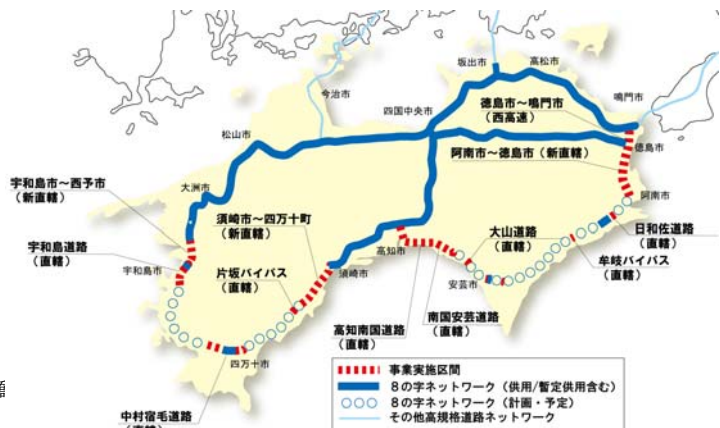 坂出市
高松市
鳴門市
今治市
四国中央市
徳島市～鳴門市
（西高速）
松山市
徳島市
阿南市～徳島市（新直轄）
宇和島市～西予市
（新直轄）
大洲市
阿南市
須崎市～四万十町
（新直轄）
大山道路
（直轄）
日和佐道路
（直轄）
宇和島道路
（直轄）
高知市
牟岐バイパス
（直轄）
宇和島市
片坂バイパス
（直轄）
須崎市
安芸市
南国安芸道路
（直轄）
高知南国道路
（直轄）
四万十市
中村宿毛道路
事業実施区間
８の字ネットワーク（供用/暫定供用含む）
８の字ネットワーク（計画・予定）
その他高規格道路ネットワーク